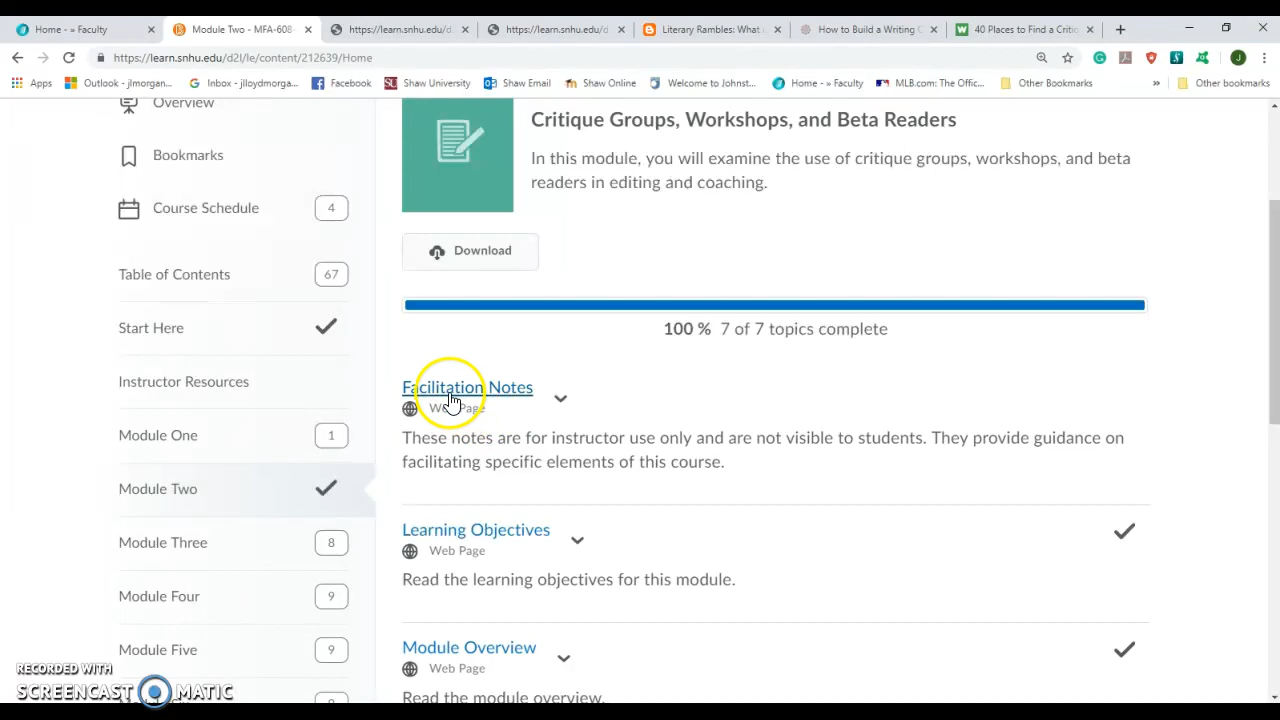 Home - » Faculty
Module Two - MFA-608-
https://learn.snhu.edu/d
https://learn.snhu.edu/d
Literary Rambles: What
How to Build a Writing C
40 Places to Find a Critiq
https://learn.snhu.edu/d2l/le/content/212639/Home
Apps
Outlook - jlmorgan...
Inbox - jlloydmorga...
Facebook
Shaw University
Shaw Email
Shaw Online
Welcome to Johnst...
Home - » Faculty
MLB.com: The Offic...
Other Bookmarks
»
Other bookmarks
Overview
Bookmarks
Course Schedule
4
Table of Contents
67
Start Here
Instructor Resources
Module One
1
Module Two
Module Three
8
Module Four
9
Module Five
9
Critique Groups, Workshops, and Beta Readers
In this module, you will examine the use of critique groups, workshops, and beta
readers in editing and coaching.
Download
100 % 7 of 7 topics complete
Facilitation Notes
Web Page
These notes are for instructor use only and are not visible to students. They provide guidance on
facilitating specific elements of this course.
Learning Objectives
Web Page
Read the learning objectives for this module.
Module Overview
Web Page
Read the module overview.
RECORDED WITH
SCREENCAST MATIC